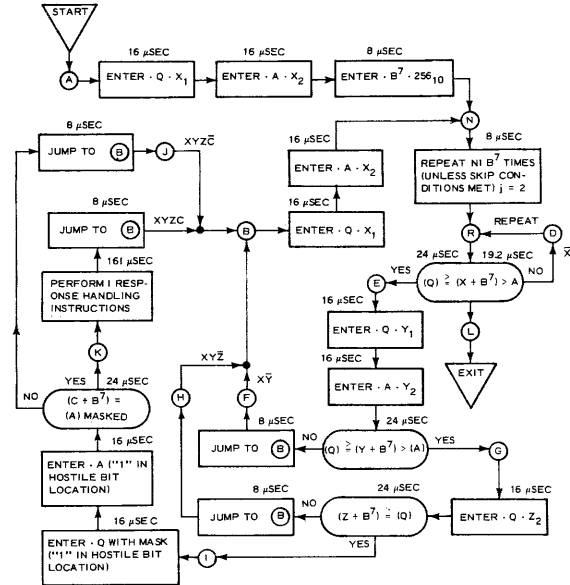 START
16 μSEC
16 μSEC
8 μSEC
A
ENTER · Q · X1
ENTER · A · X2
ENTER · B7 · 25610
8 μSEC
XYZC̅
16 μSEC
N
8 μSEC
JUMP TO B
J
ENTER · A · X2
REPEAT NI B7 TIMES
(UNLESS SKIP CON-
DITIONS MET) j = 2
8 μSEC
XYZC
16 μSEC
JUMP TO B
B
ENTER · Q · X1
REPEAT
R
D
161 μSEC
24 μSEC
19.2 μSEC
X̅
PERFORM I RESP-
ONSE HANDLING
INSTRUCTIONS
E
YES
(Q) ≥ (X + B7) > A
NO
16 μSEC
ENTER · Q · Y1
L
K
16 μSEC
EXIT
YES
24 μSEC
XYZ̅
ENTER · A · Y2
NO
(C + B7) =
(A) MASKED
H
XY̅
F
24 μSEC
8 μSEC
16 μSEC
JUMP TO B
NO
(Q) ≥ (Y + B7) > (A)
YES
G
ENTER · A ("1" IN
HOSTILE BIT
LOCATION)
8 μSEC
24 μSEC
16 μSEC
16 μSEC
JUMP TO B
NO
(Z + B7) ≥ (Q)
ENTER · Q · Z2
ENTER · Q WITH MASK
("1" IN HOSTILE BIT
LOCATION)
I
YES